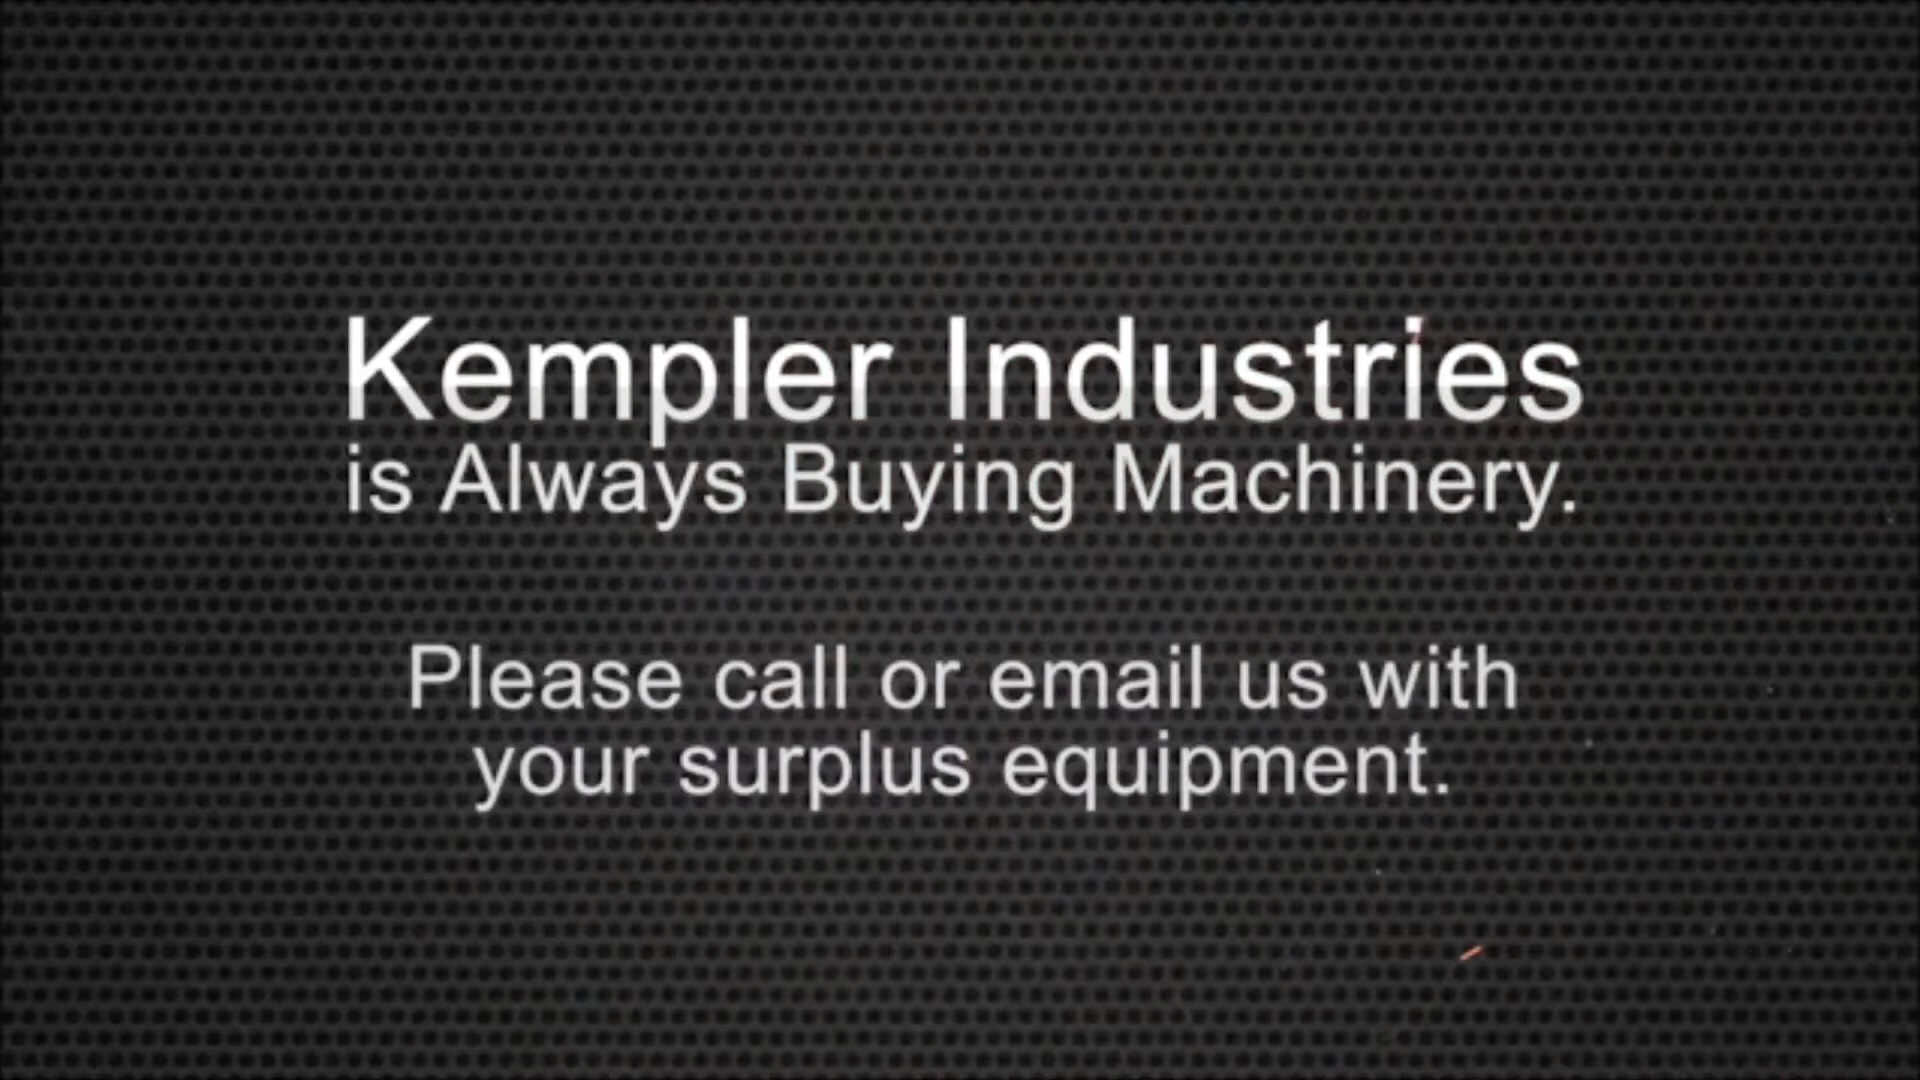 Kempler Industries
is Always Buying Machinery.
Please call or email us with
your surplus equipment.